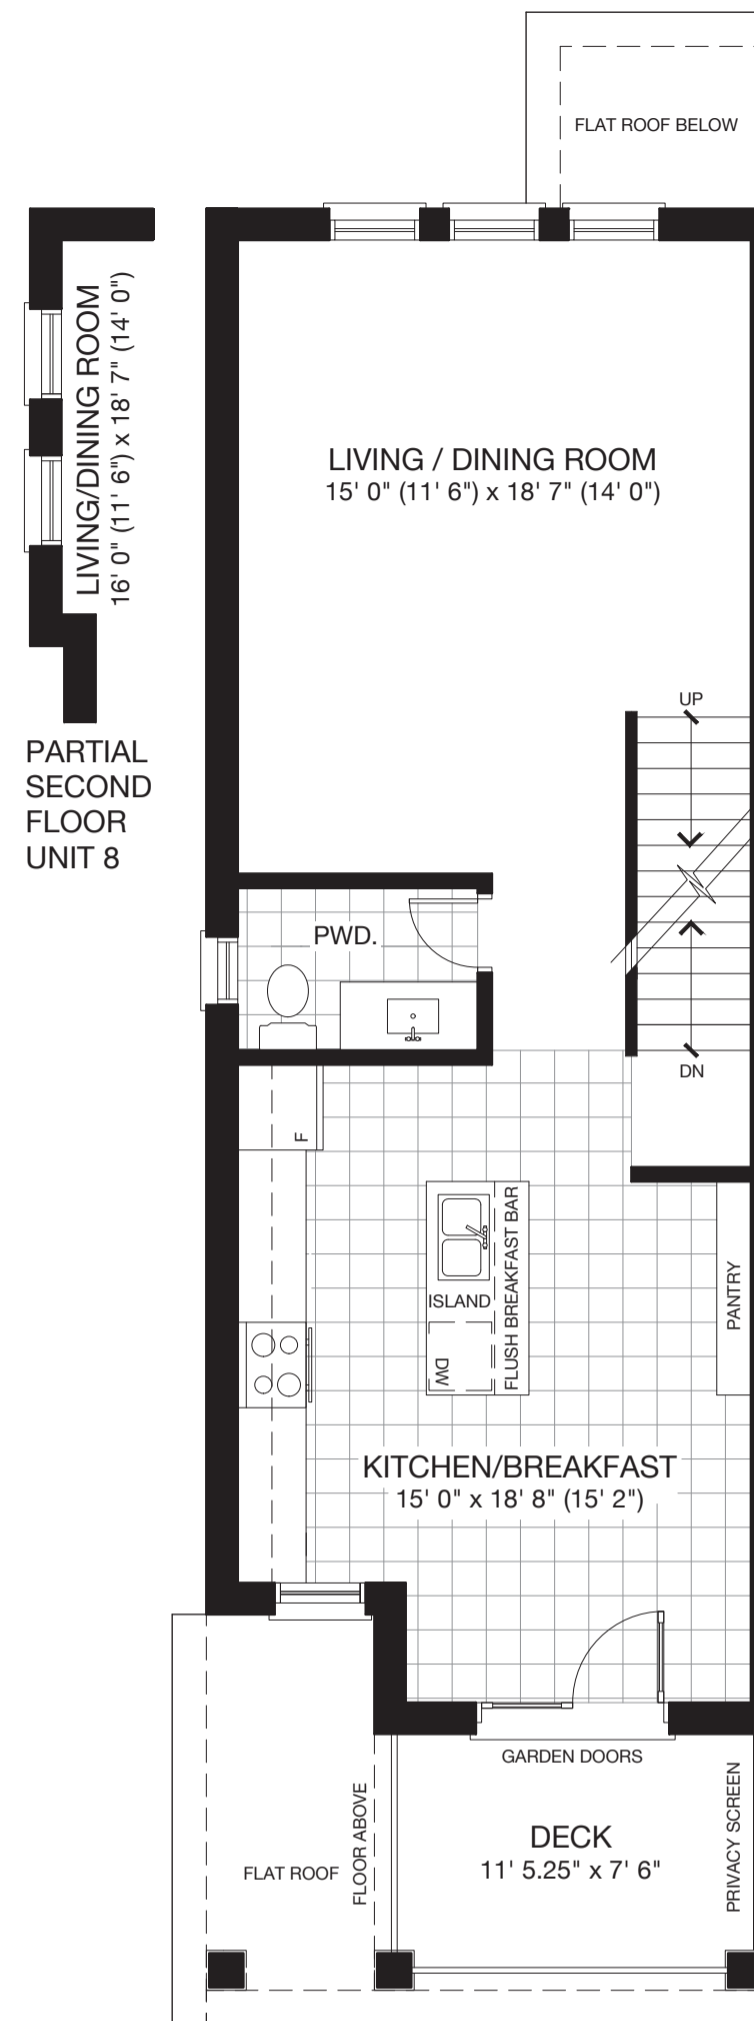 FLAT ROOF BELOW
LIVING/DINING ROOM
16' 0" (11' 6") x 18' 7" (14' 0")
LIVING / DINING ROOM
15' 0" (11' 6") x 18' 7" (14' 0")
UP
PARTIAL
SECOND
FLOOR
UNIT 8
PWD.
DN
F
FLUSH BREAKFAST BAR
ISLAND
DW
PANTRY
KITCHEN/BREAKFAST
15' 0" x 18' 8" (15' 2")
GARDEN DOORS
DECK
11' 5.25" x 7' 6"
FLAT ROOF
FLOOR ABOVE
PRIVACY SCREEN